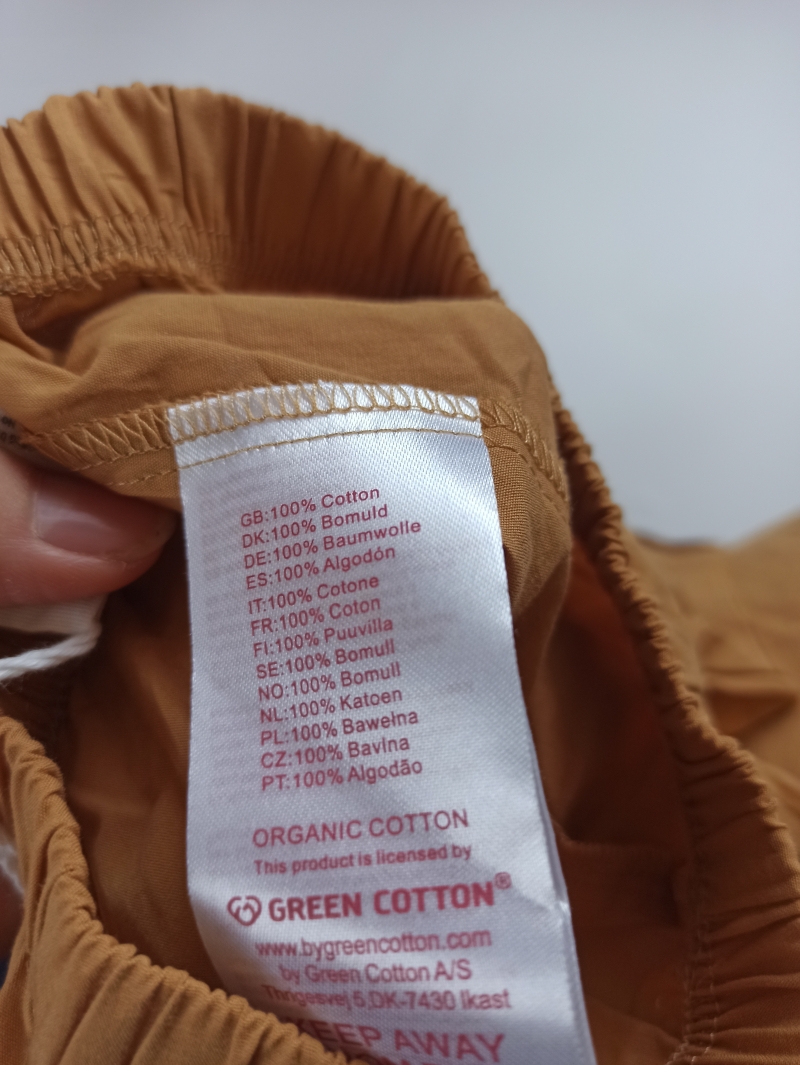 GB:100% Cotton
DK:100% Bomuld
DE:100% Baumwolle
ES:100% Algodón
IT:100% Cotone
FR:100% Coton
FI:100% Puuvilla
SE:100% Bomull
NO:100% Bomull
NL:100% Katoen
PL:100% Bawełna
CZ:100% Bavlna
PT:100% Algodão
ORGANIC COTTON
This product is licensed by
GREEN COTTON®
www.bygreencotton.com
by Green Cotton A/S
Thrigesvej 5,DK-7430 Ikast
KEEP AWAY